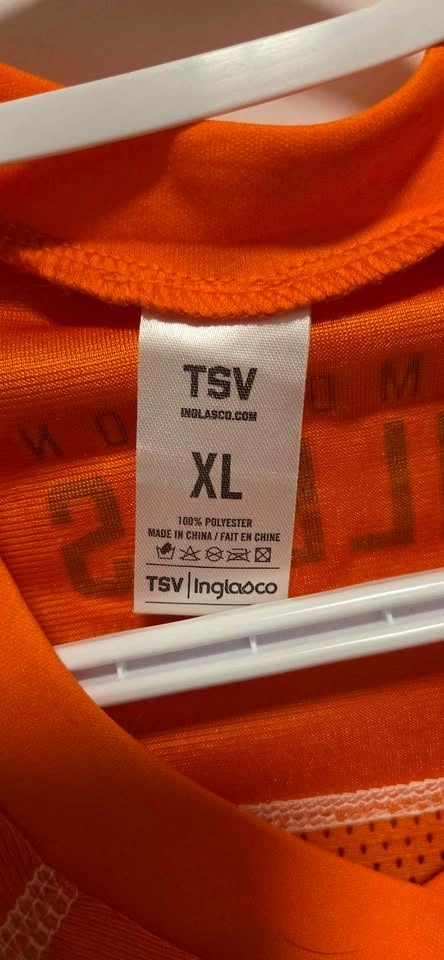 TSV
INGLASCO.COM
XL
100% POLYESTER
MADE IN CHINA / FAIT EN CHINE
TSV | Inglasco